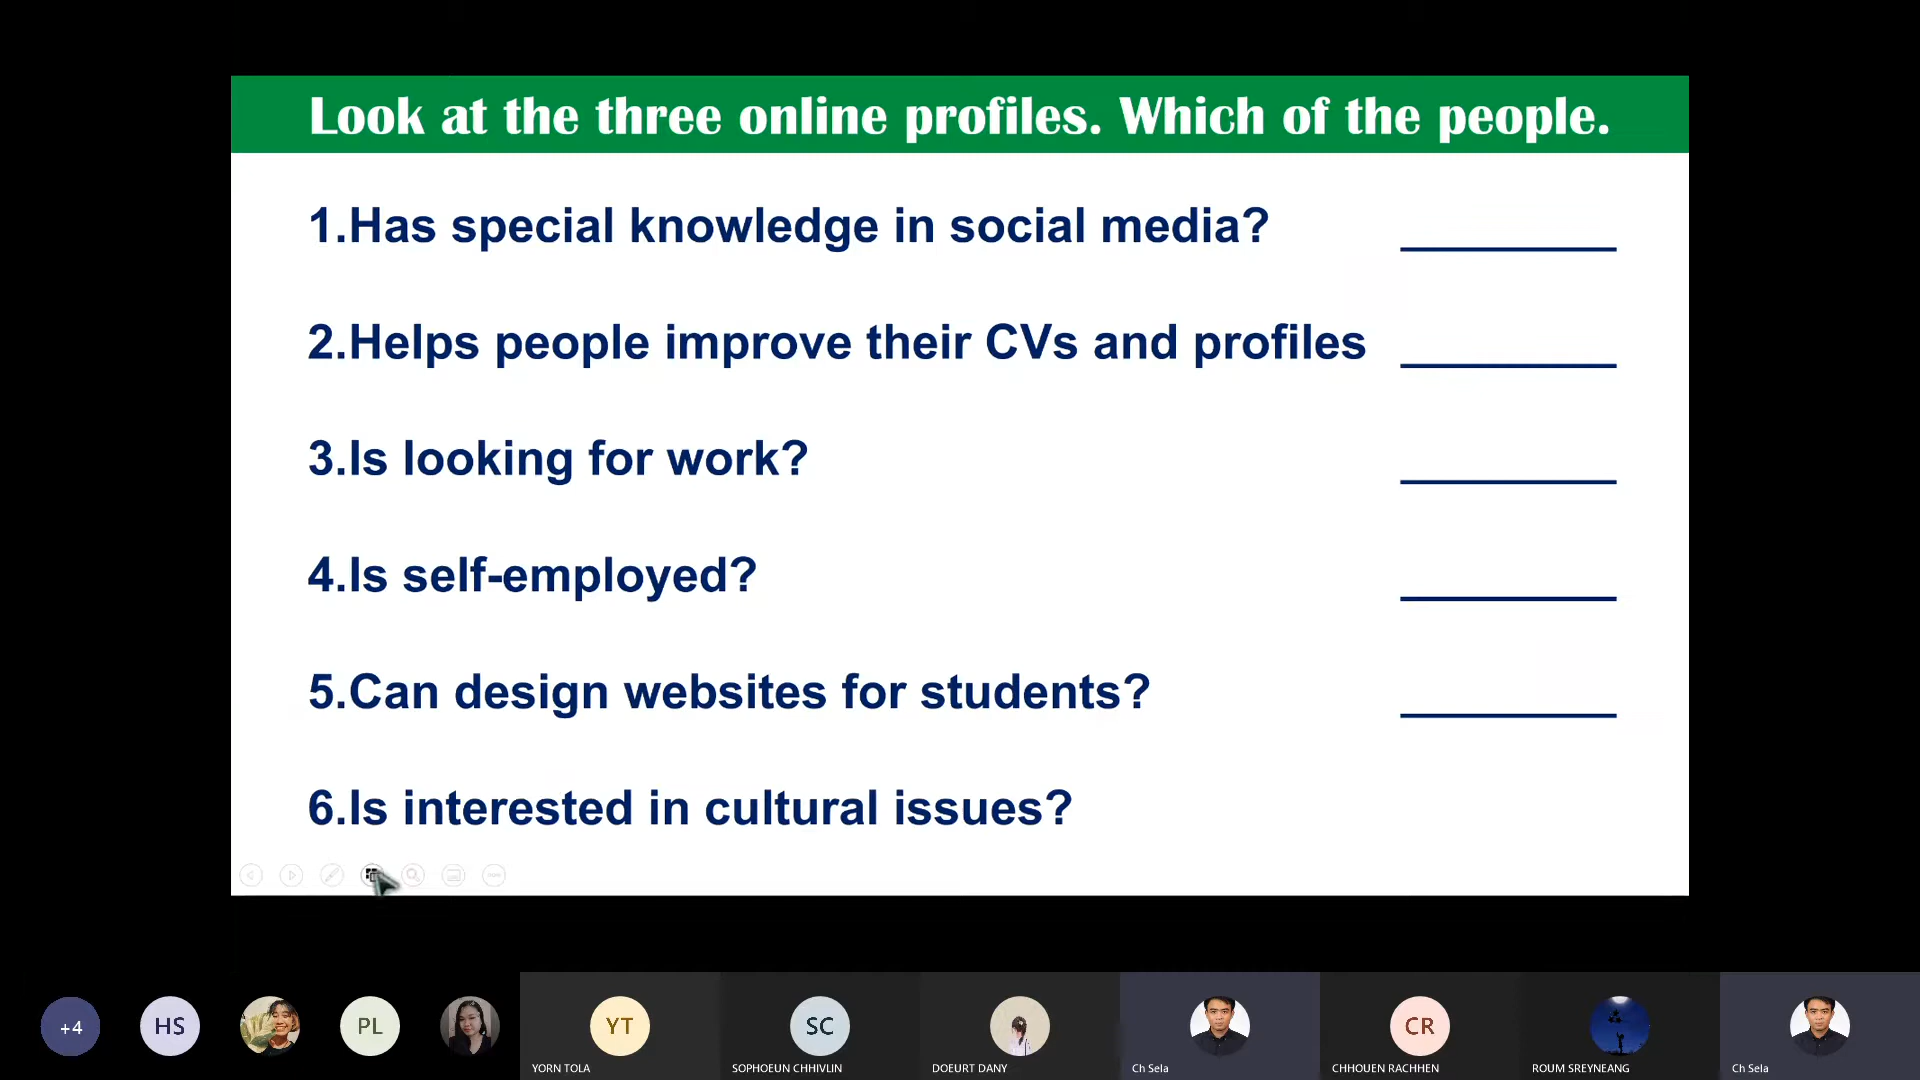 Look at the three online profiles. Which of the people.
1.Has special knowledge in social media?
2.Helps people improve their CVs and profiles
3.Is looking for work?
4.Is self-employed?
5.Can design websites for students?
6.Is interested in cultural issues?
+4
HS
PL
YT
SC
CR
YORN TOLA
SOPHOEUN CHHIVLIN
DOEURT DANY
Ch Sela
CHHOUEN RACHHEN
ROUM SREYNEANG
Ch Sela